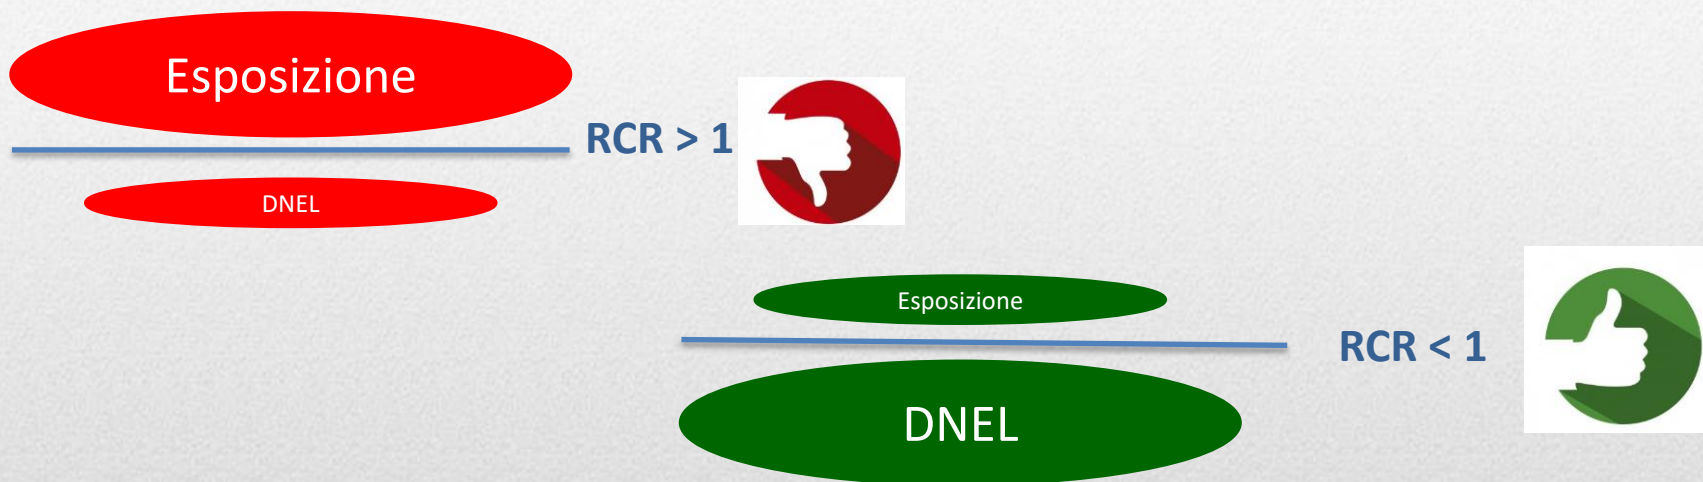 Esposizione
RCR > 1
DNEL
Esposizione
RCR < 1
DNEL